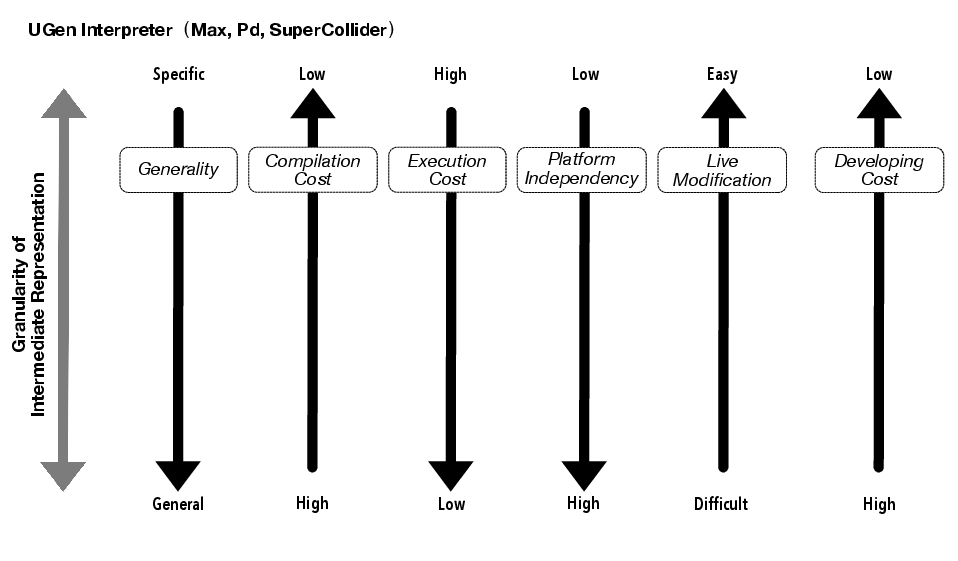 UGen Interpreter（Max, Pd, SuperCollider）
Specific
Low
High
Low
Easy
Low
Generality
Compilation
Cost
Execution
Cost
Platform
Independency
Live
Modification
Developing
Cost
Granularity of
Intermediate Representation
General
High
Low
High
Difficult
High